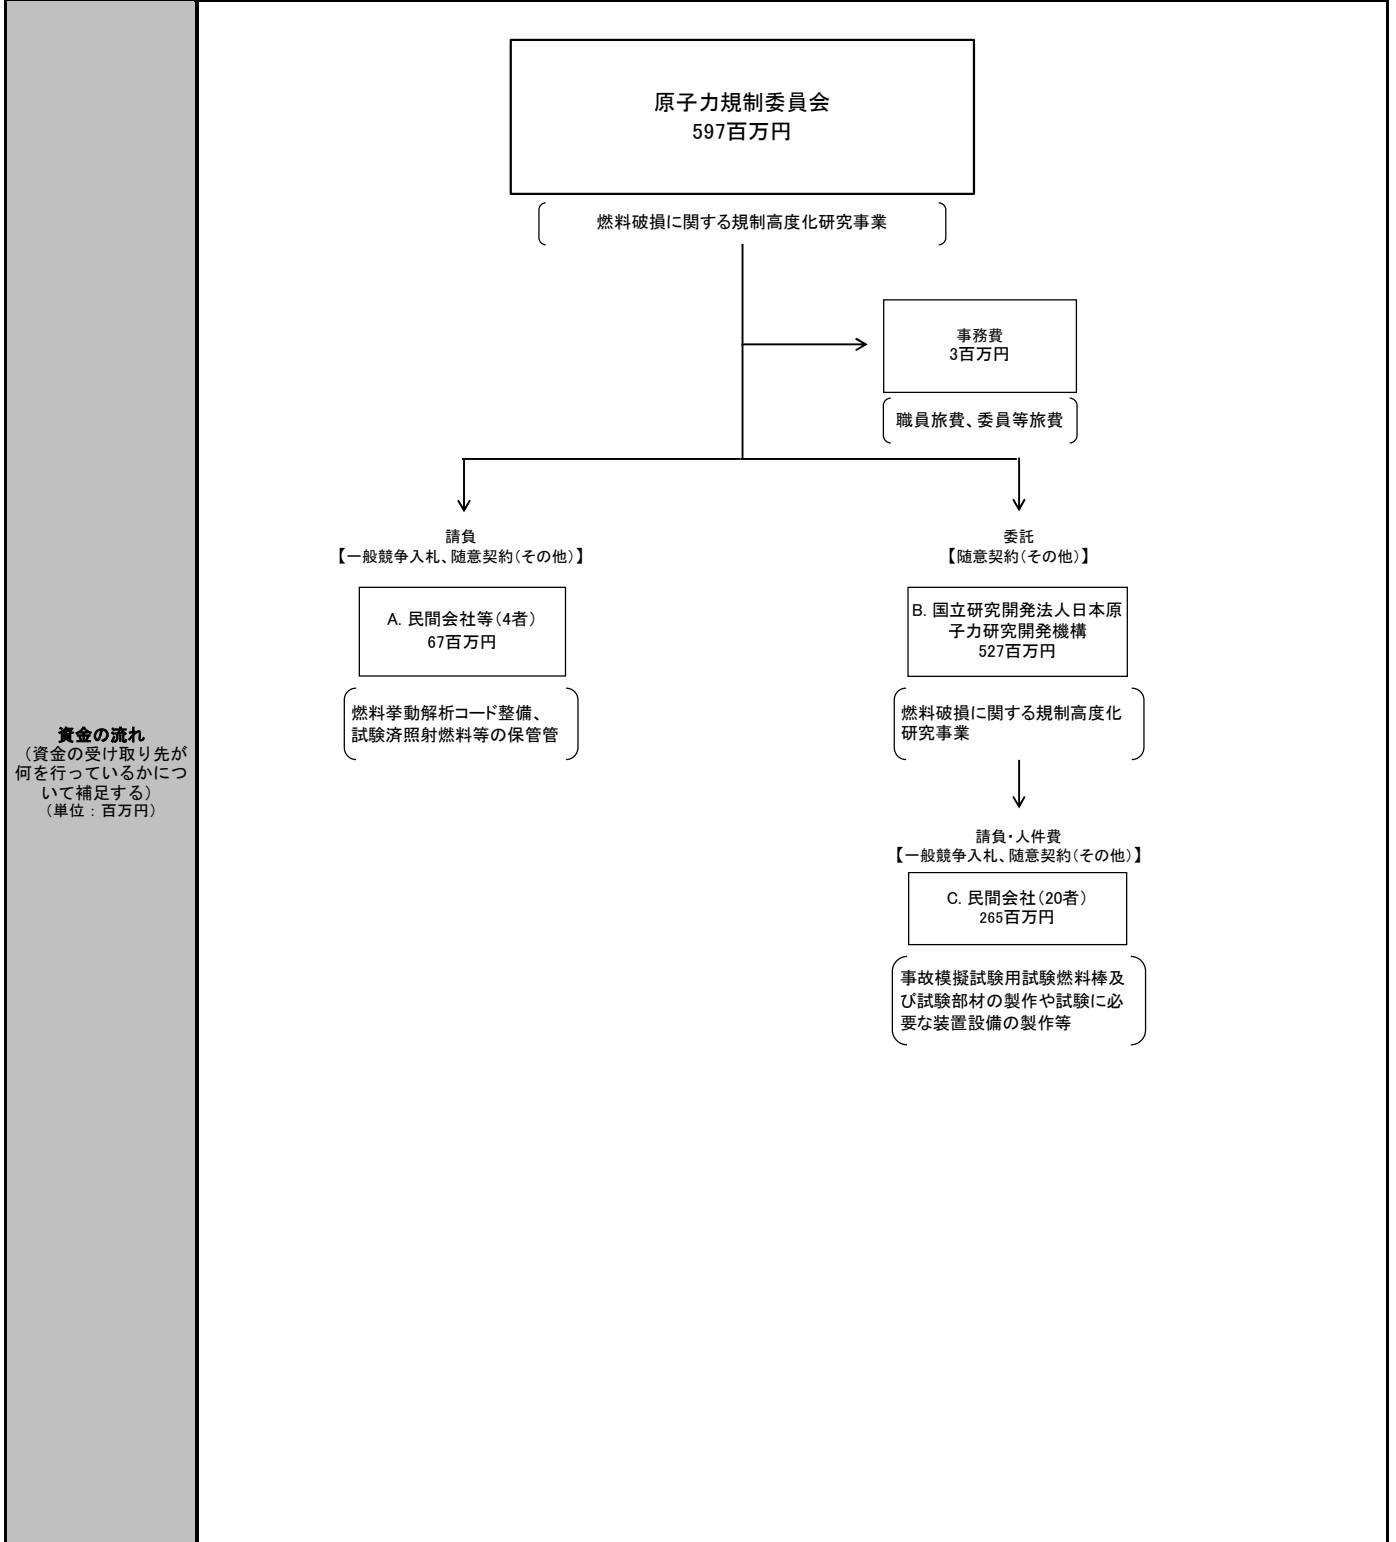 資金の流れ
（資金の受け取り先が
何を行っているかにつ
いて補足する）
（単位：百万円）
原子力規制委員会
597百万円
燃料破損に関する規制高度化研究事業
事務費
3百万円
職員旅費、委員等旅費
請負
【一般競争入札、随意契約（その他）】
A. 民間会社等（4者）
67百万円
燃料挙動解析コード整備、
試験済照射燃料等の保管管
委託
【随意契約（その他）】
B. 国立研究開発法人日本原
子力研究開発機構
527百万円
燃料破損に関する規制高度化
研究事業
請負・人件費
【一般競争入札、随意契約（その他）】
C. 民間会社（20者）
265百万円
事故模擬試験用試験燃料棒及
び試験部材の製作や試験に必
要な装置設備の製作等